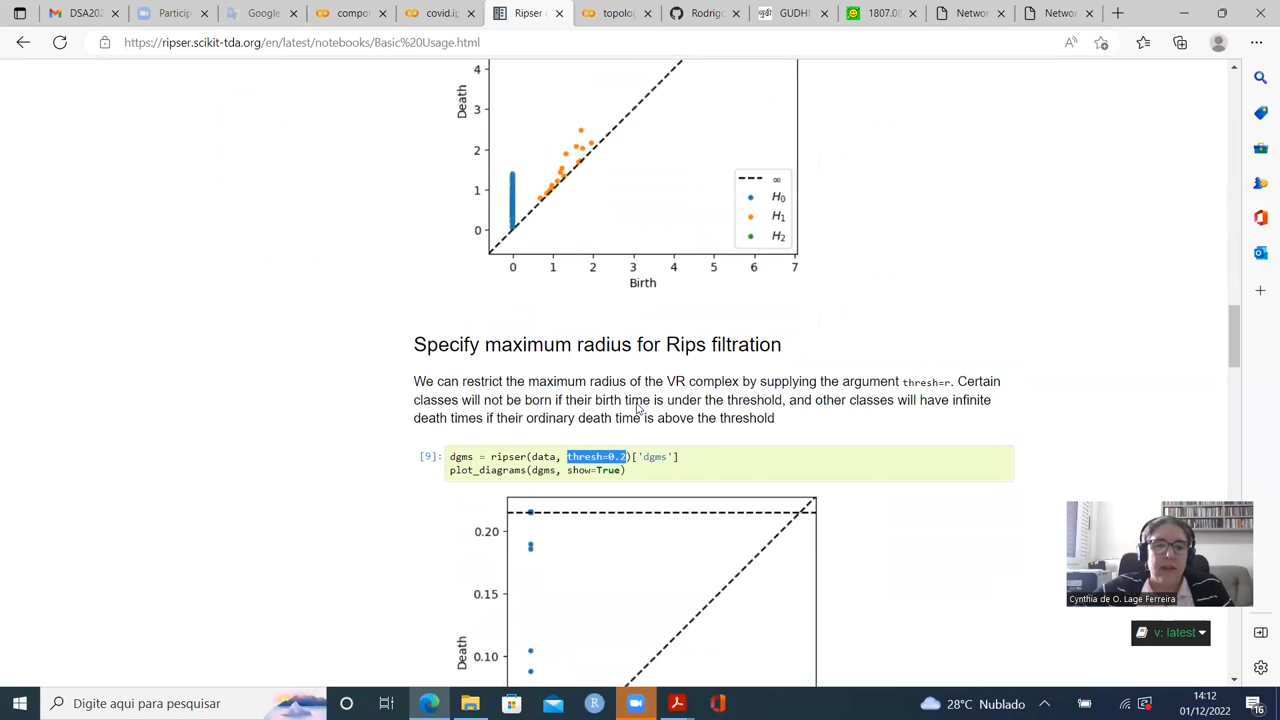 DSA202
Particip
Google
compo
covid.ip
Ripser
topolog
Rodrigo
GUDH
1807.08
Network
Network
https://ripser.scikit-tda.org/en/latest/notebooks/Basic%20Usage.html
4
3
2
1
0
Death
∞
H0
H1
H2
0 1 2 3 4 5 6 7
Birth
Specify maximum radius for Rips filtration
We can restrict the maximum radius of the VR complex by supplying the argument thresh=r. Certain
classes will not be born if their birth time is under the threshold, and other classes will have infinite
death times if their ordinary death time is above the threshold
[9]: dgms = ripser(data, thresh=0.2)['dgms']
plot_diagrams(dgms, show=True)
0.20
0.15
0.10
Death
Cynthia de O. Lage Ferreira
v: latest
Digite aqui para pesquisar
28°C Nublado
14:12
01/12/2022
16